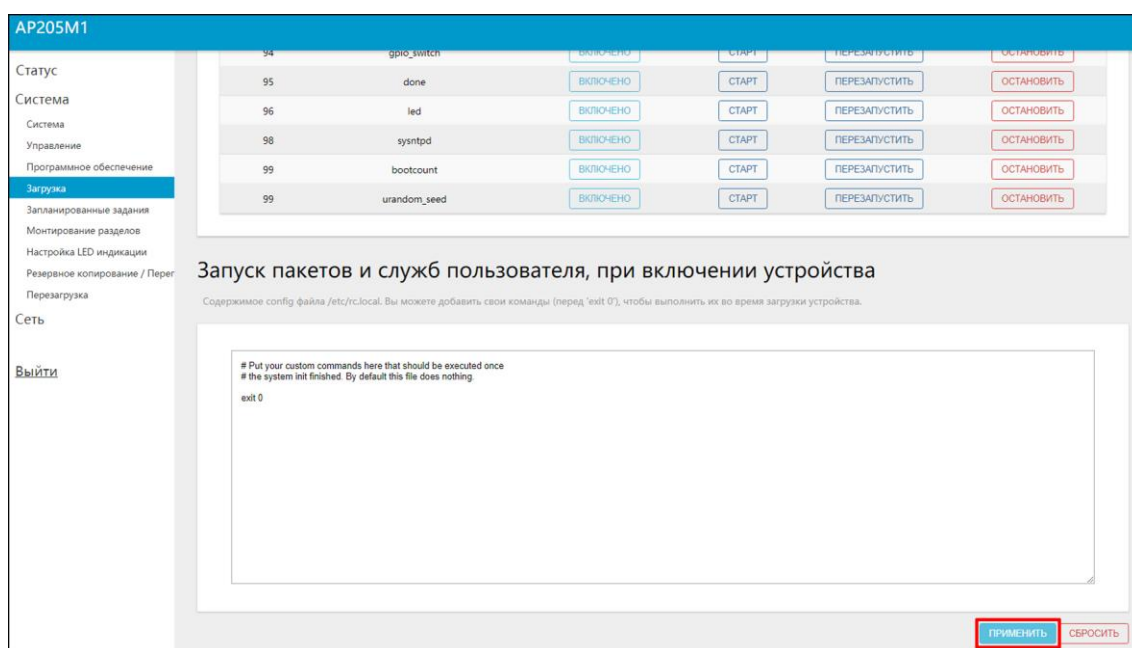 AP205M1
Статус
Система
Система
Управление
Программное обеспечение
Загрузка
Запланированные задания
Монтирование разделов
Настройка LED индикации
Резервное копирование / Перег
Перезагрузка
Сеть
Выйти
94 gpio_switch ВКЛЮЧЕНО СТАРТ ПЕРЕЗАПУСТИТЬ ОСТАНОВИТЬ
95 done ВКЛЮЧЕНО СТАРТ ПЕРЕЗАПУСТИТЬ ОСТАНОВИТЬ
96 led ВКЛЮЧЕНО СТАРТ ПЕРЕЗАПУСТИТЬ ОСТАНОВИТЬ
98 sysntpd ВКЛЮЧЕНО СТАРТ ПЕРЕЗАПУСТИТЬ ОСТАНОВИТЬ
99 bootcount ВКЛЮЧЕНО СТАРТ ПЕРЕЗАПУСТИТЬ ОСТАНОВИТЬ
99 urandom_seed ВКЛЮЧЕНО СТАРТ ПЕРЕЗАПУСТИТЬ ОСТАНОВИТЬ
Запуск пакетов и служб пользователя, при включении устройства
Содержимое config файла /etc/rc.local. Вы можете добавить свои команды (перед 'exit 0'), чтобы выполнить их во время загрузки устройства.
# Put your custom commands here that should be executed once
# the system init finished. By default this file does nothing.
exit 0
ПРИМЕНИТЬ СБРОСИТЬ